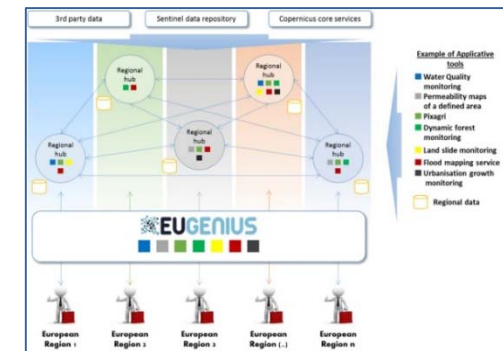 3rd party data
Sentinel data repository
Copernicus core services
Example of Applicative
tools
Water Quality
monitoring
Permeability maps
of a defined area
Pixagri
Dynamic forest
monitoring
Land slide monitoring
Flood mapping service
Urbanisation growth
monitoring
Regional data
Regional
hub
Regional
hub
Regional
hub
Regional
hub
Regional
hub
EUGENIUS
European
Region 1
European
Region 2
European
Region 3
European
Region (..)
European
Region n